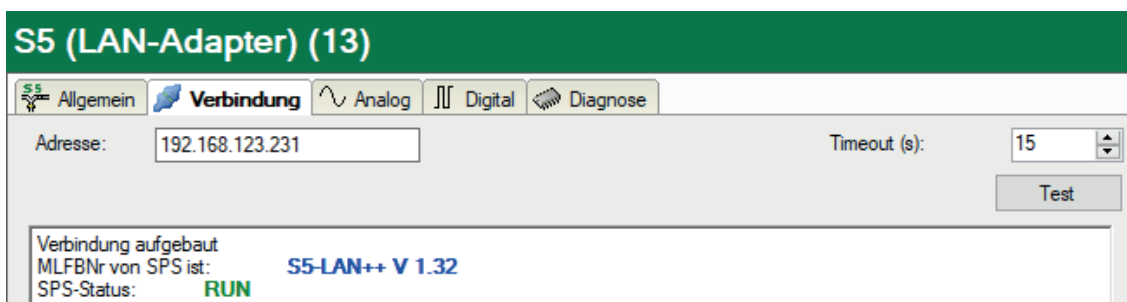 S5 (LAN-Adapter) (13)
S5 Allgemein Verbindung Analog Digital Diagnose
Adresse: 192.168.123.231 Timeout (s): 15
Test
Verbindung aufgebaut
MLFBNr von SPS ist: S5-LAN++ V 1.32
SPS-Status: RUN